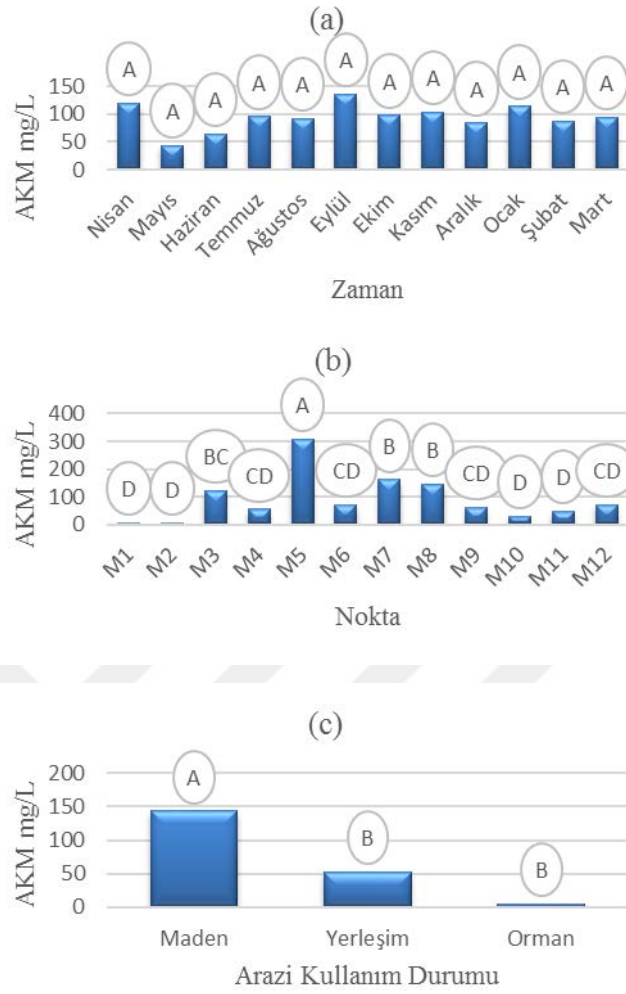 (a)
A A A A A A A A A A A A
150
100
50
0
AKM mg/L
Nisan Mayıs Haziran Temmuz Ağustos Eylül Ekim Kasım Aralık Ocak Şubat Mart
Zaman
(b)
D D BC CD A CD B B CD D D CD
400
300
200
100
0
AKM mg/L
M1 M2 M3 M4 M5 M6 M7 M8 M9 M10 M11 M12
Nokta
(c)
A B B
200
150
100
50
0
AKM mg/L
Maden Yerleşim Orman
Arazi Kullanım Durumu